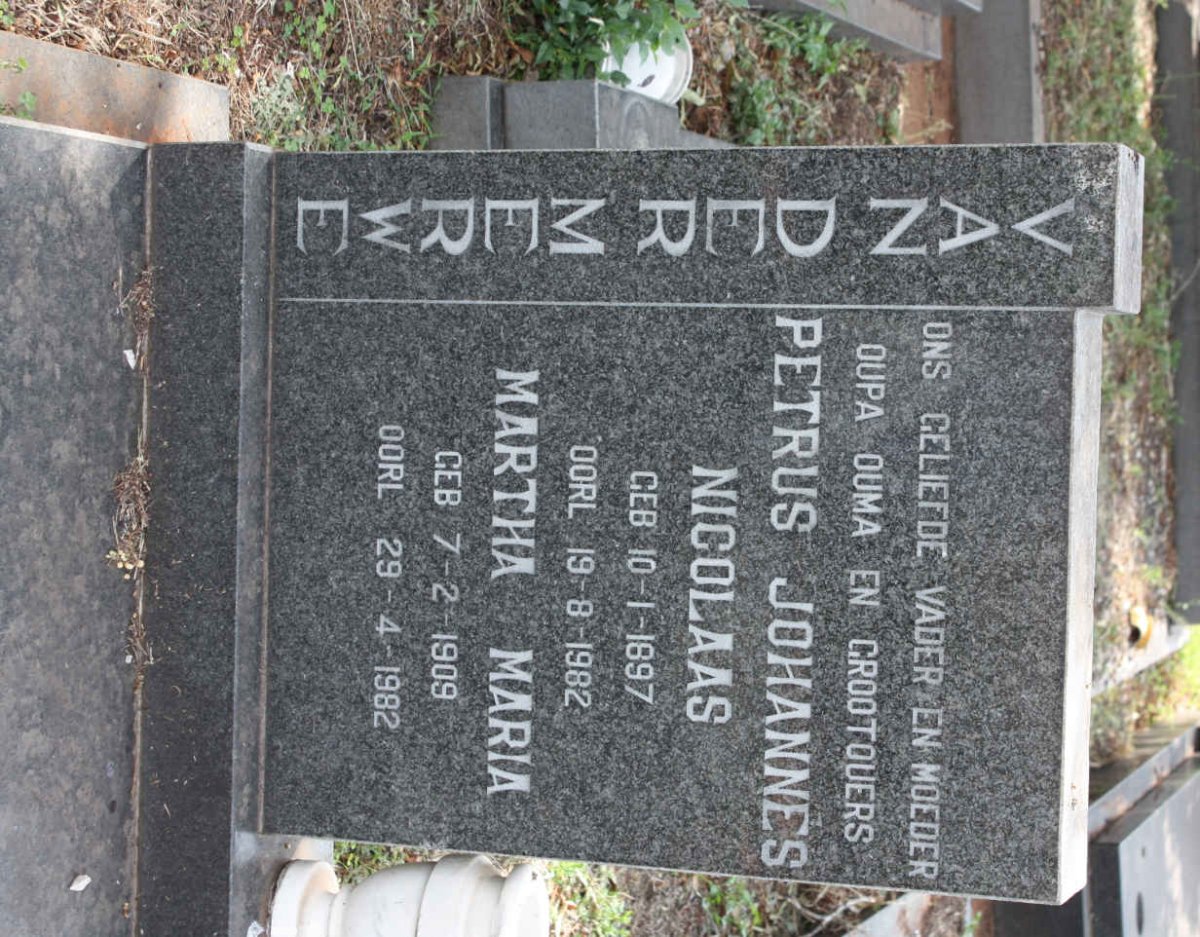 VAN DER MERWE
ONS GELIEFDE VADER EN MOEDER
OUPA OUMA EN GROOTOUERS
PETRUS JOHANNES
NICOLAAS
GEB 10-1-1897
OORL 19-8-1982
MARTHA MARIA
GEB 7-2-1909
OORL 29-4-1982